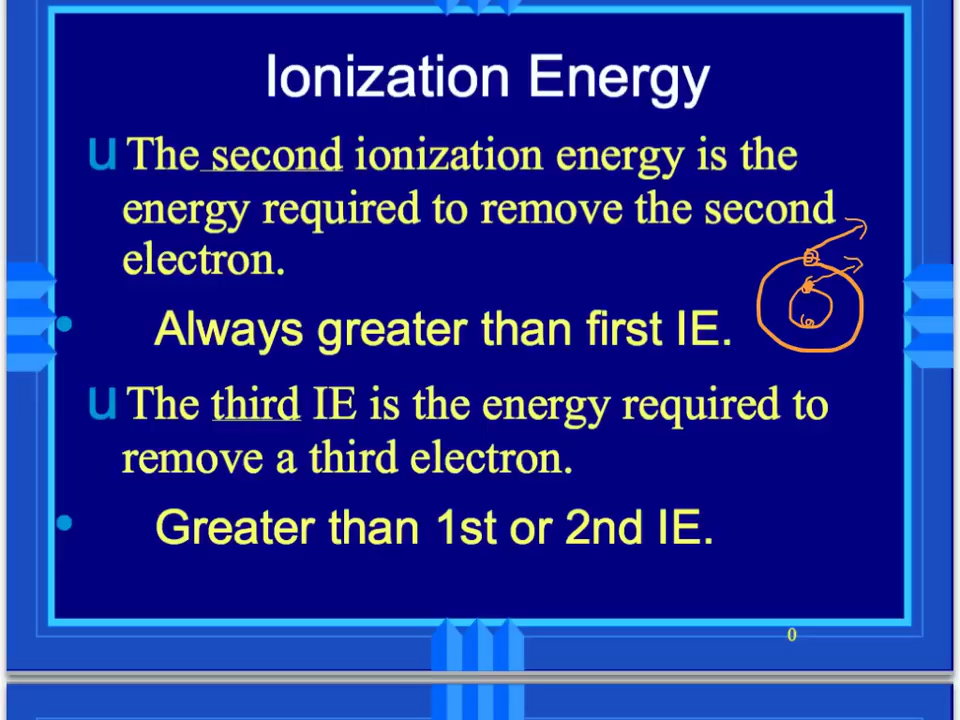 Ionization Energy
u The second ionization energy is the
energy required to remove the second
electron.
• Always greater than first IE.
u The third IE is the energy required to
remove a third electron.
• Greater than 1st or 2nd IE.
0